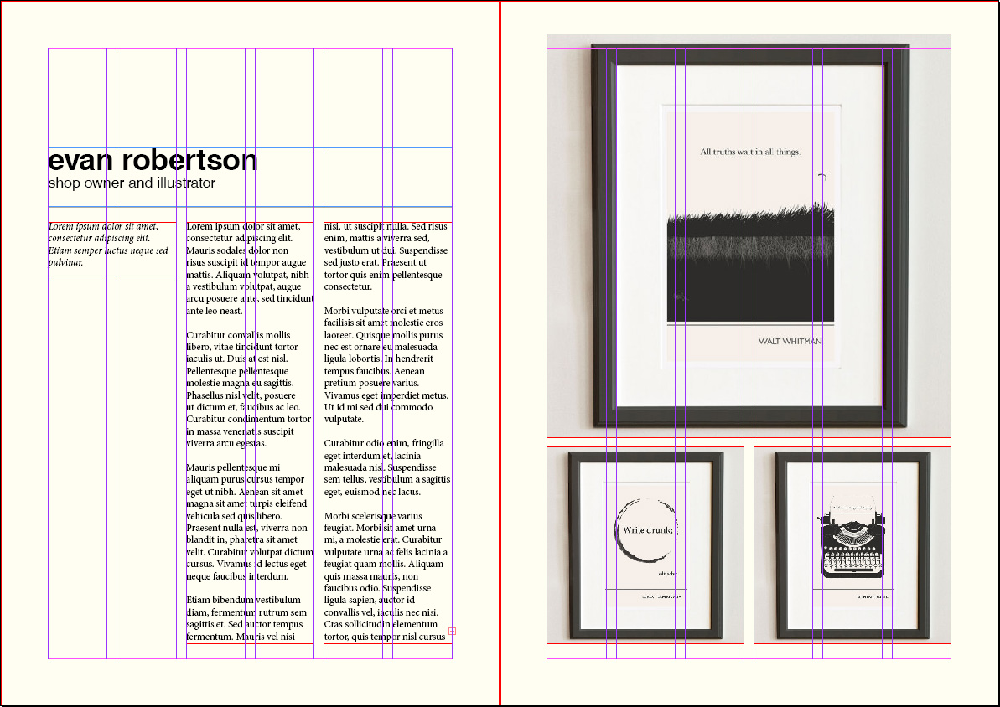 evan robertson
shop owner and illustrator
Lorem ipsum dolor sit amet,
consectetur adipiscing elit.
Etiam semper luctus neque sed
pulvinar.
Lorem ipsum dolor sit amet,
consectetur adipiscing elit.
Mauris sodales dolor non
risus suscipit id tempor augue
mattis. Aliquam volutpat, nibh
a vestibulum volutpat, augue
arcu posuere ante, sed tincidunt
ante leo neast.
Curabitur convallis mollis
libero, vitae tincidunt tortor
iaculis ut. Duis at est nisl.
Pellentesque pellentesque
molestie magna eu sagittis.
Phasellus nisl velit, posuere
ut dictum et, faucibus ac leo.
Curabitur condimentum tortor
in massa venenatis suscipit
viverra arcu egestas.
Mauris pellentesque mi
aliquam purus cursus tempor
eget ut nibh. Aenean sit amet
magna sit amet turpis eleifend
vehicula sed quis libero.
Praesent nulla est, viverra non
blandit in, pharetra sit amet
velit. Curabitur volutpat dictum
cursus. Vivamus id lectus eget
neque faucibus interdum.
Etiam bibendum vestibulum
diam, fermentum rutrum sem
sagittis et. Sed auctor tempus
fermentum. Mauris vel nisi
nisi, ut suscipit nulla. Sed risus
enim, mattis a viverra sed,
vestibulum ut dui. Suspendisse
sed justo erat. Praesent ut
tortor quis enim pellentesque
consectetur.
Morbi vulputate orci et metus
facilisis sit amet molestie eros
laoreet. Quisque mollis purus
nec est ornare eu malesuada
ligula lobortis. In hendrerit
tempus faucibus. Aenean
pretium posuere varius.
Vivamus eget imperdiet metus.
Ut id mi sed dui commodo
vulputate.
Curabitur odio enim, fringilla
eget interdum et, lacinia
malesuada nisl. Suspendisse
sem tellus, vestibulum a sagittis
eget, euismod nec lacus.
Morbi scelerisque varius
feugiat. Morbi sit amet urna
mi, a molestie erat. Curabitur
vulputate urna ac felis lacinia a
feugiat quam mollis. Aliquam
quis massa mauris, non
faucibus odio. Suspendisse
ligula sapien, auctor id
convallis vel, iaculis nec nisi.
Cras sollicitudin elementum
tortor, quis tempor nisl cursus
All truths wait in all things.
WALT WHITMAN
Write drunk;
ERNEST HEMINGWAY